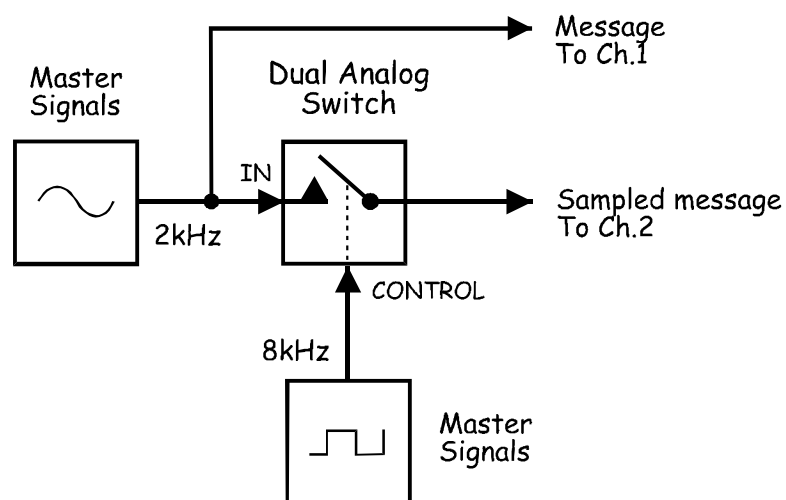 Message
To Ch.1
Master
Signals
Dual Analog
Switch
IN
2kHz
Sampled message
To Ch.2
CONTROL
8kHz
Master
Signals